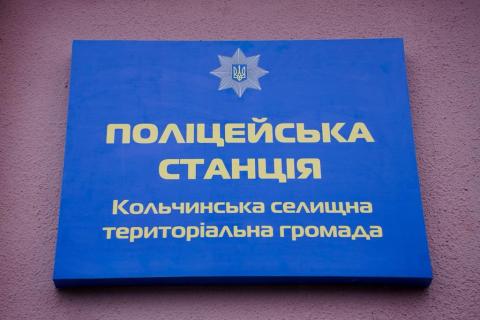 ПОЛІЦЕЙСЬКА
СТАНЦІЯ
Кольчинська селищна
територіальна громада